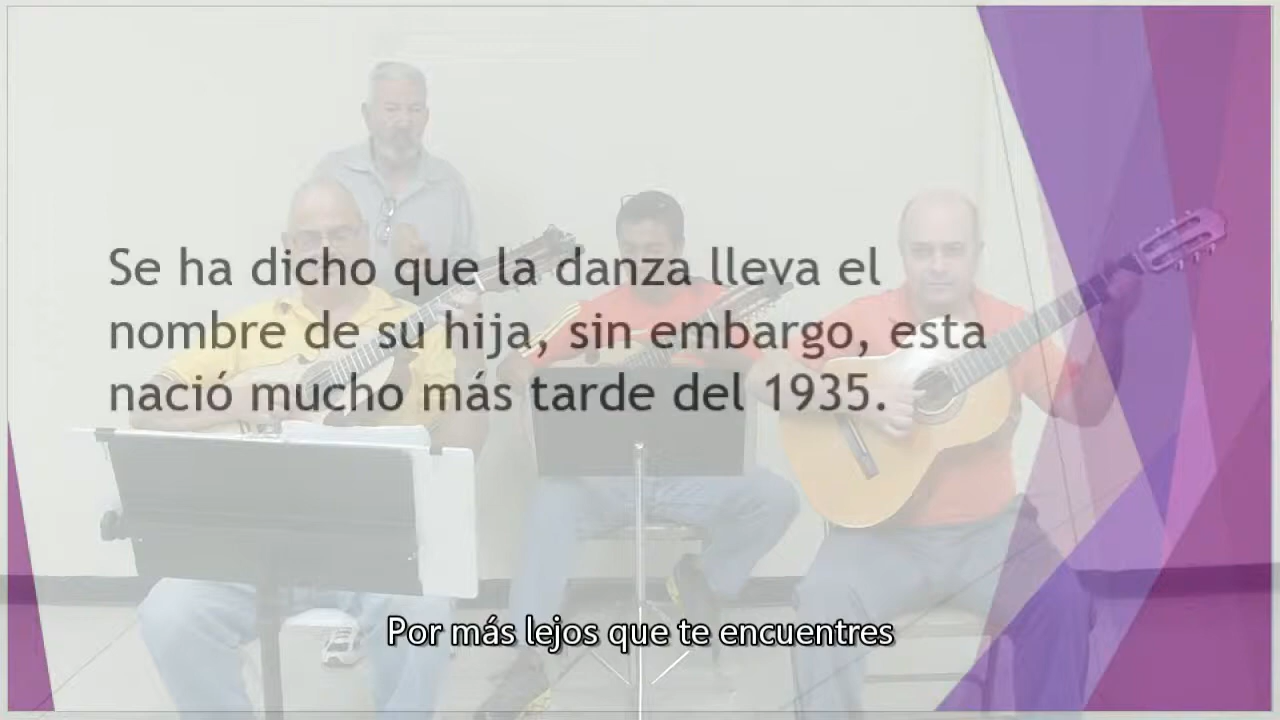 Se ha dicho que la danza lleva el
nombre de su hija, sin embargo, esta
nació mucho más tarde del 1935.
Por más lejos que te encuentres